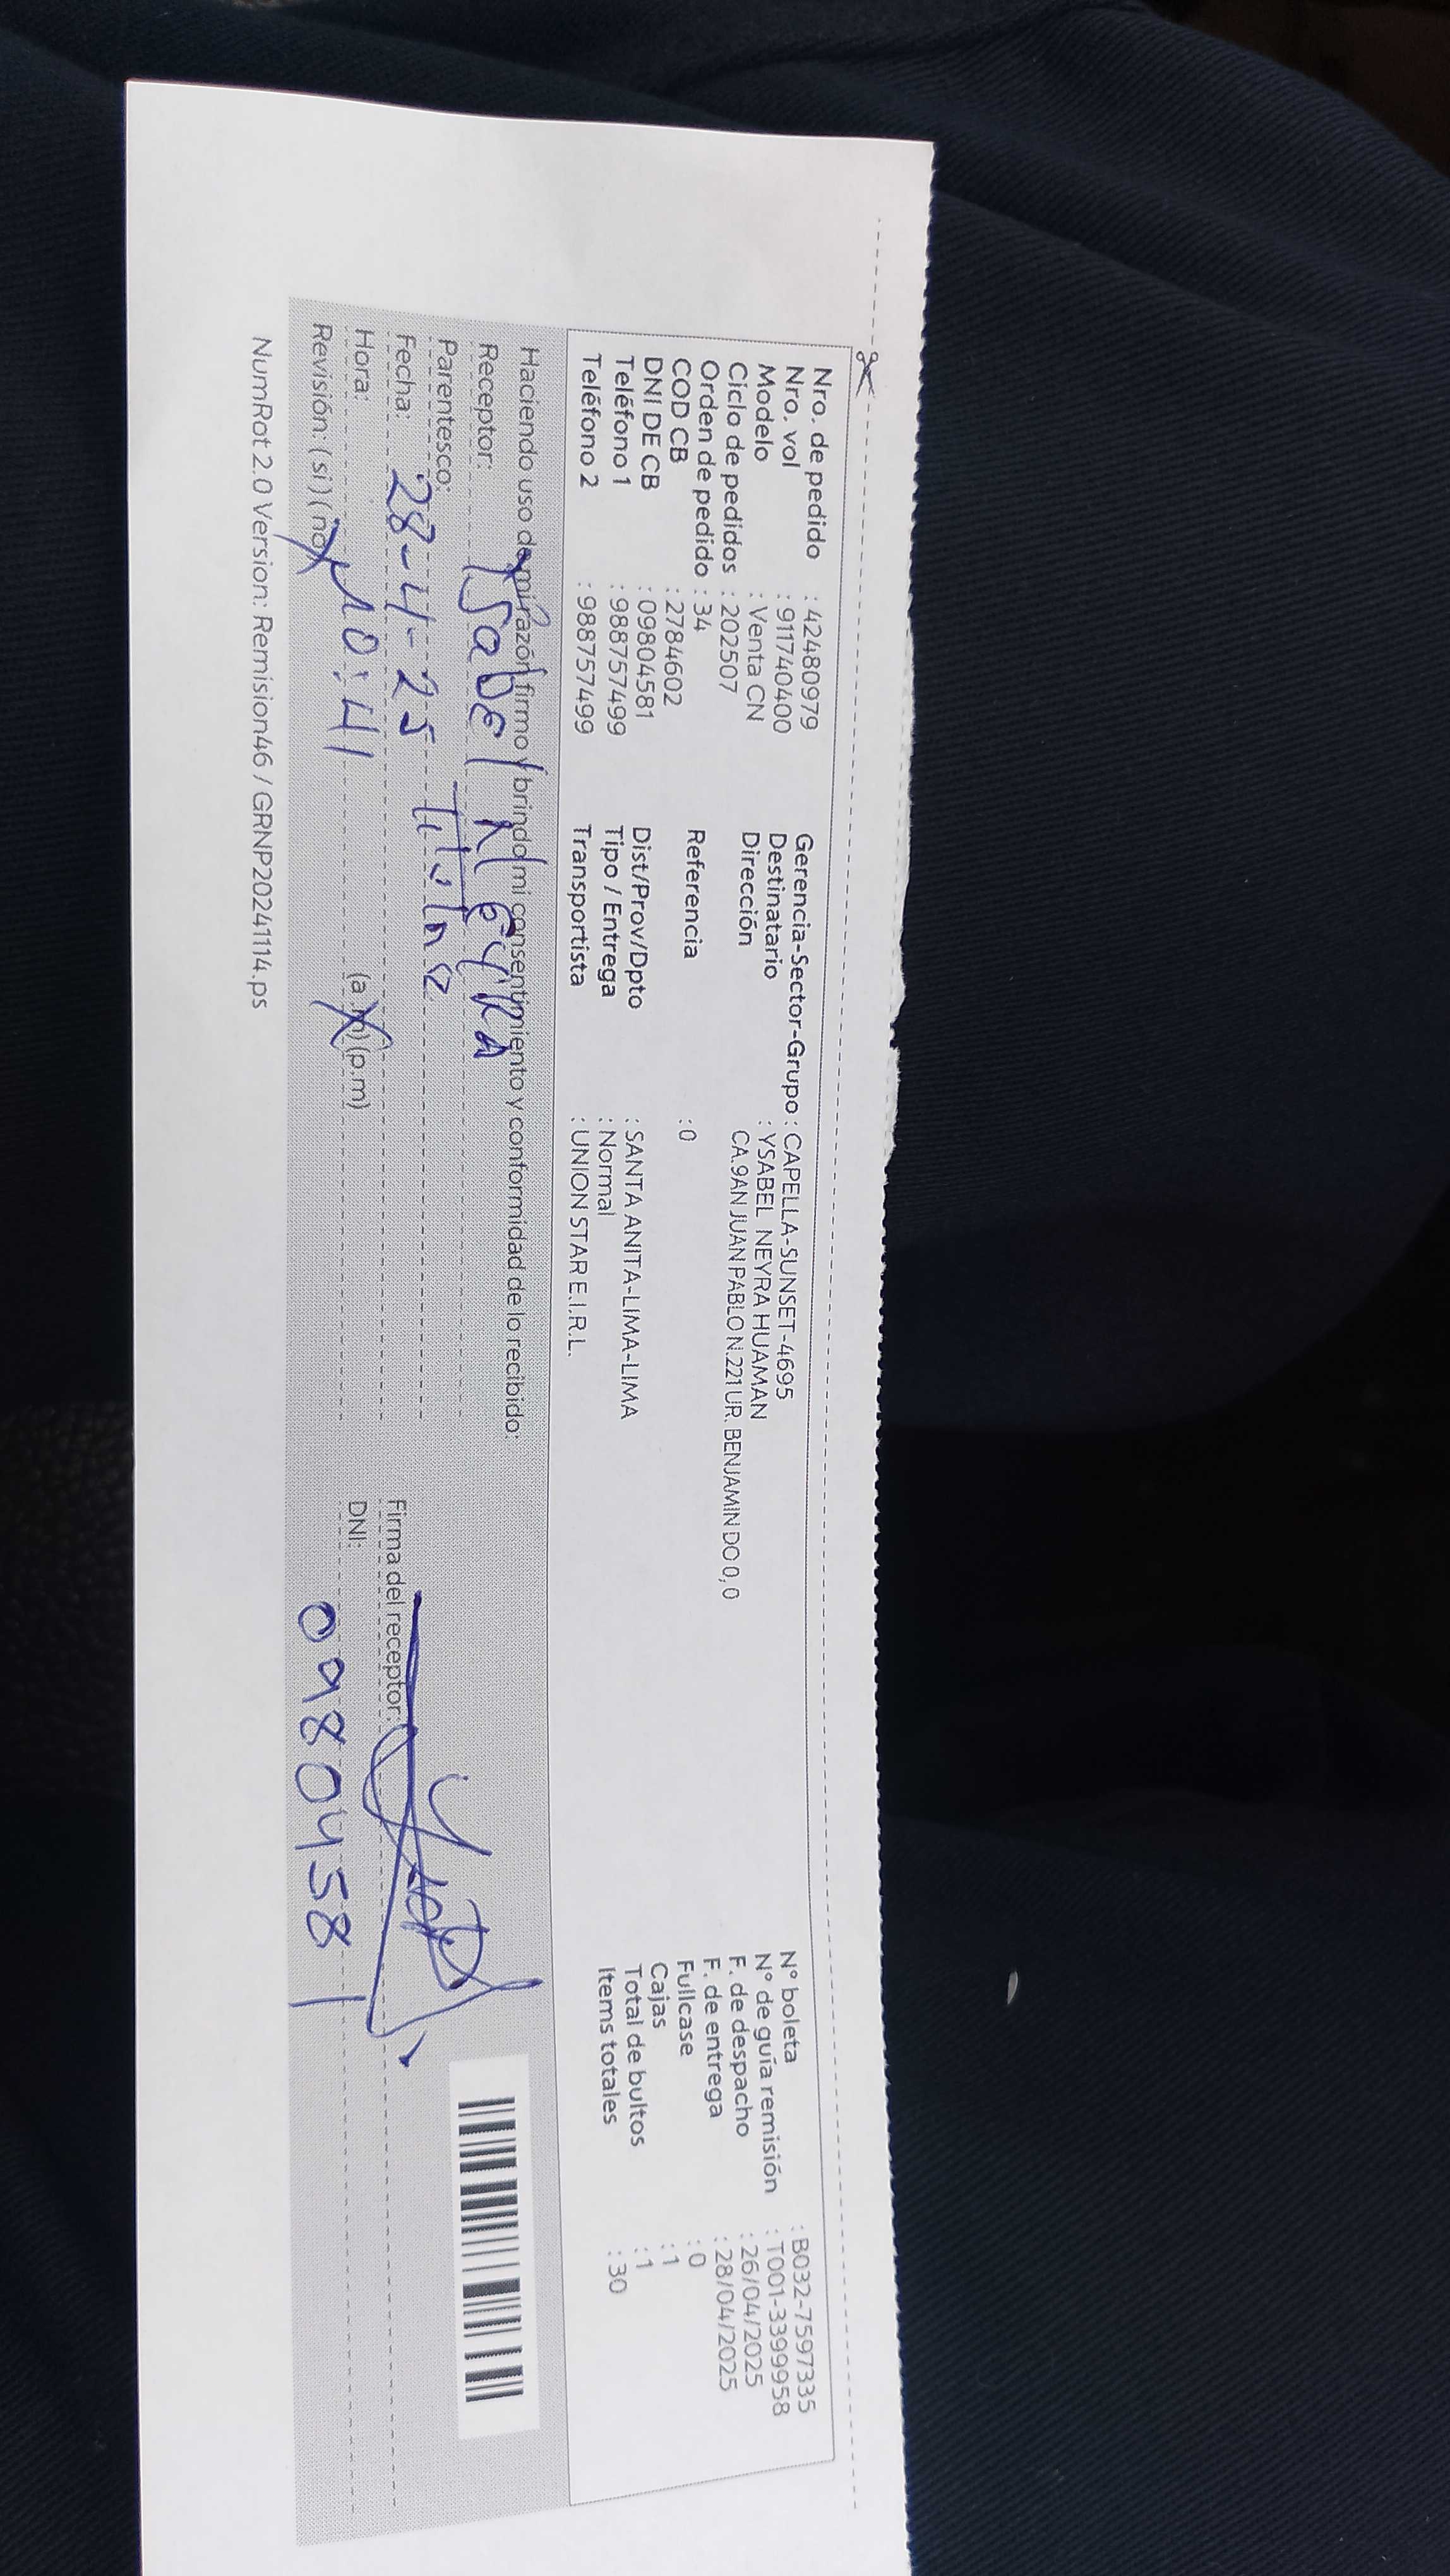 Nro. de pedido : 42480979
Nro. vol : 911740400
Modelo : Venta CN
Ciclo de pedidos : 202507
Orden de pedido : 34
COD CB : 2784602
DNI DE CB : 09804581
Teléfono 1 : 988757499
Teléfono 2 : 988757499
Gerencia-Sector-Grupo : CAPELLA-SUNSET-4695
Destinatario : YSABEL NEYRA HUAMAN
Dirección CA.9AN JUAN PABLO N.221 UR. BENJAMIN DO 0, 0
Referencia : 0
Dist/Prov/Dpto : SANTA ANITA-LIMA-LIMA
Tipo / Entrega : Normal
Transportista : UNION STAR E.I.R.L.
N° boleta : B032-7597335
N° de guía remisión : T001-3399958
F. de despacho : 26/04/2025
F. de entrega : 28/04/2025
Fullcase : 0
Cajas : 1
Total de bultos : 1
Items totales : 30
Haciendo uso de mi razón firmo y brindo mi consentimiento y conformidad de lo recibido:
Receptor: Ysabel Neyra
Parentesco: Titular
Fecha: 28-4-25
Hora: 10:41 (a.m) (p.m)
Revisión: ( si ) ( no )
Firma del receptor:
DNI: 09804581
NumRot 2.0 Version: Remision46 / GRNP20241114.ps